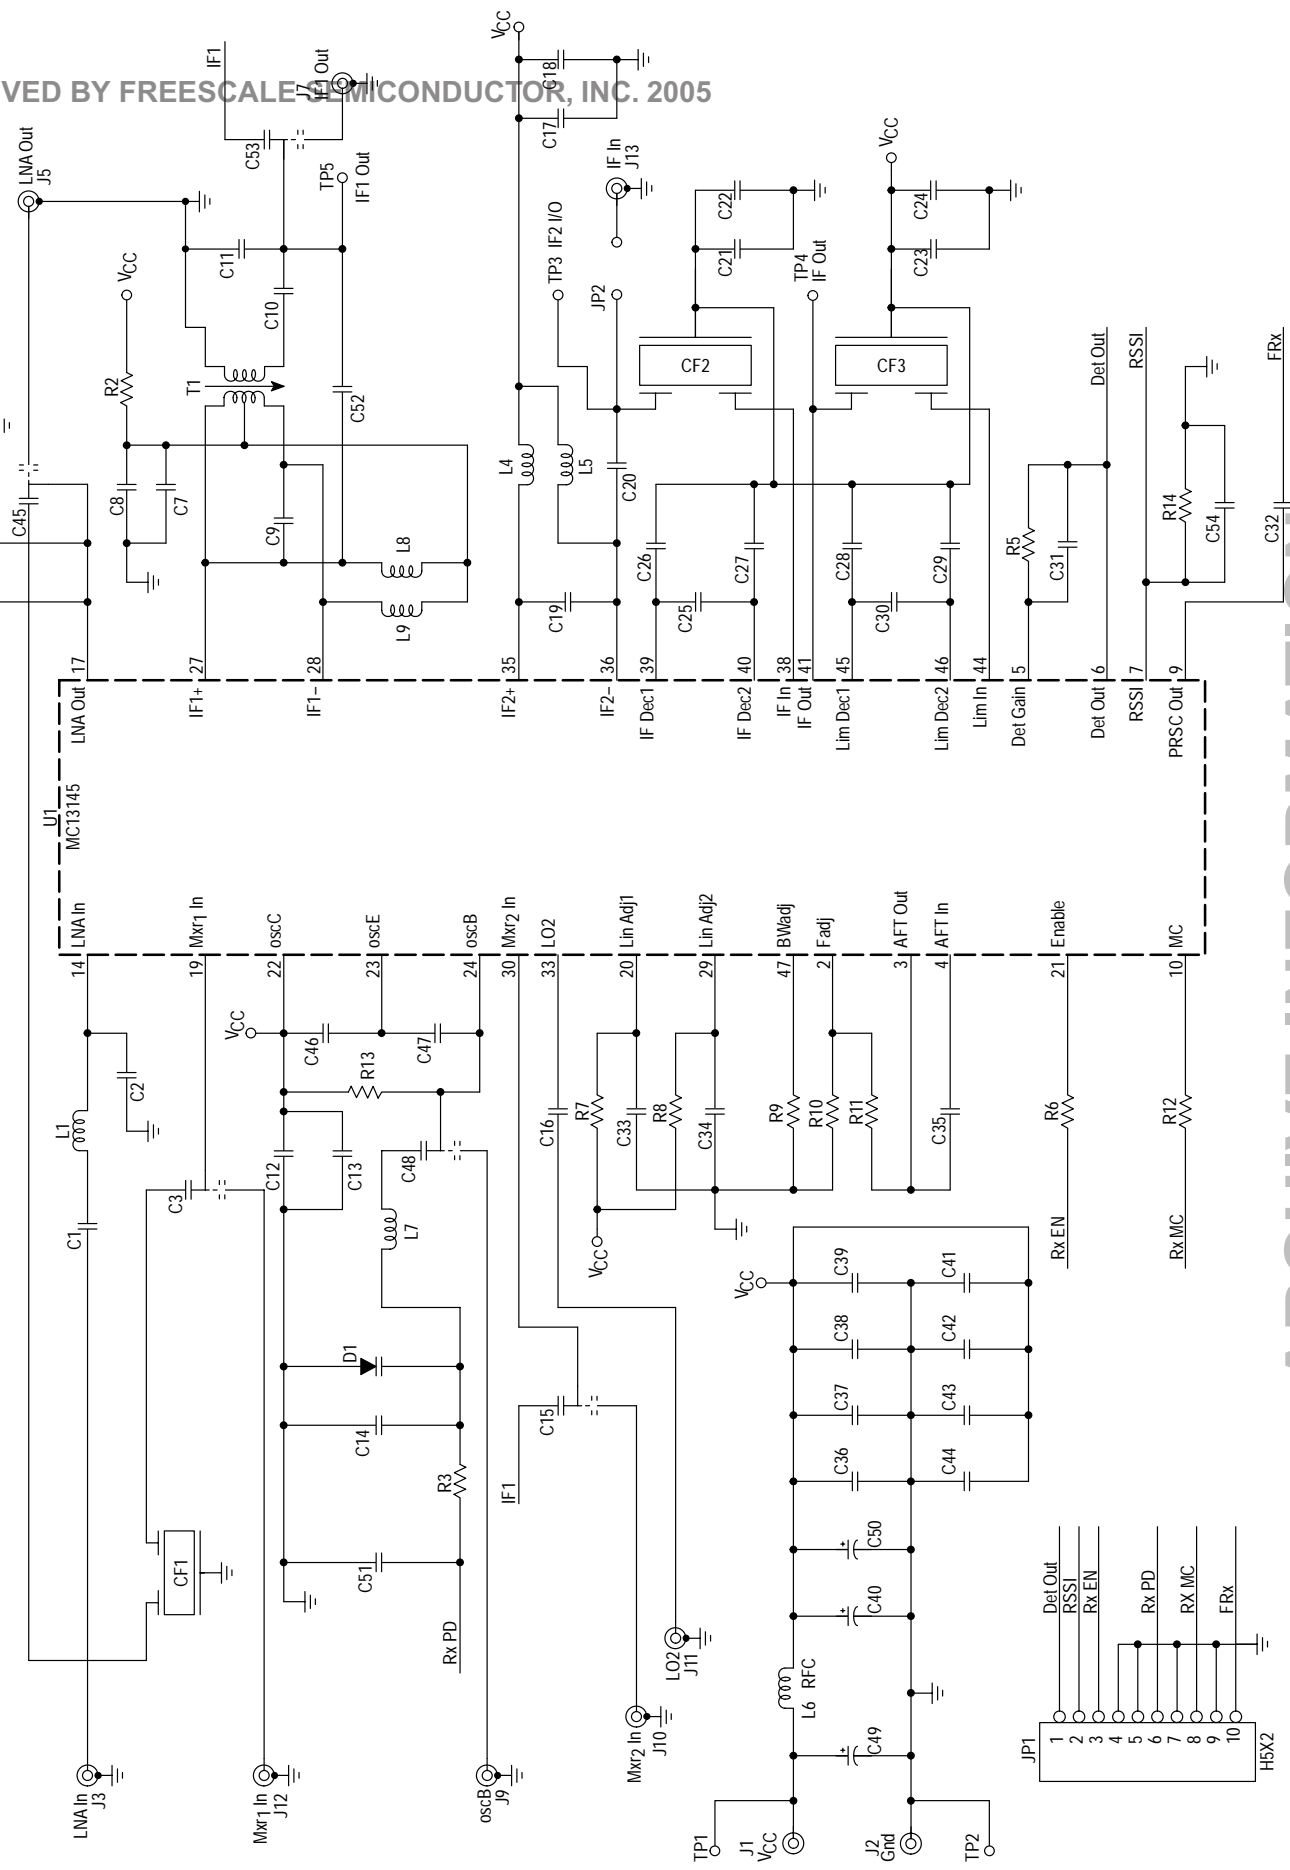 VED BY FREESCALE SEMICONDUCTOR, INC. 2005
LNA Out
J5
IF1
J7
IF1 Out
C53
TP5
IF1 Out
VCC
C18
C17
IF In
J13
C22
C21
VCC
C24
C23
C11
C10
VCC
R2
T1
C52
TP3 IF2 I/O
JP2
TP4
IF Out
CF2
CF3
Det Out
RSSI
FRx
C45
C8
C7
C9
L8
L9
L4
L5
C20
C19
C26
C25
C27
C28
C30
C29
R5
C31
R14
C54
C32
17
27
28
35
36
39
40
38
41
45
46
44
5
6
7
9
LNA Out
IF1+
IF1–
IF2+
IF2–
IF Dec1
IF Dec2
IF In
IF Out
Lim Dec1
Lim Dec2
Lim In
Det Gain
Det Out
RSSI
PRSC Out
U1
MC13145
LNA In
Mxr1 In
oscC
oscE
oscB
Mxr2 In
LO2
Lin Adj1
Lin Adj2
BWadj
Fadj
AFT Out
AFT In
Enable
MC
14
19
22
23
24
30
33
20
29
47
2
3
4
21
10
L1
C2
C1
C3
VCC
C46
C47
R13
C12
C13
C48
L7
C16
R7
C33
R8
C34
R9
R10
R11
C35
R6
R12
VCC
Rx EN
Rx MC
D1
C14
R3
C51
Rx PD
IF1
C15
CF1
VCC
C39
C38
C37
C36
C41
C42
C43
C44
C50
C40
C49
L6 RFC
LNA In
J3
Mxr1 In
J12
oscB
J9
Mxr2 In
J10
LO2
J11
TP1
J1
VCC
J2
Gnd
TP2
JP1
1
2
3
4
5
6
7
8
9
10
H5X2
Det Out
RSSI
Rx EN
Rx PD
RX MC
FRx